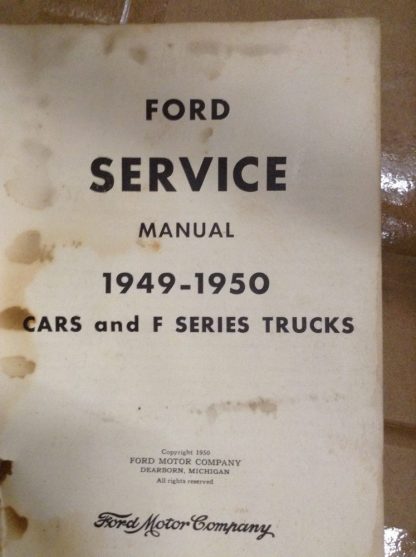 FORD
SERVICE
MANUAL
1949-1950
CARS and F SERIES TRUCKS
Copyright 1950
FORD MOTOR COMPANY
DEARBORN, MICHIGAN
All rights reserved
Ford Motor Company